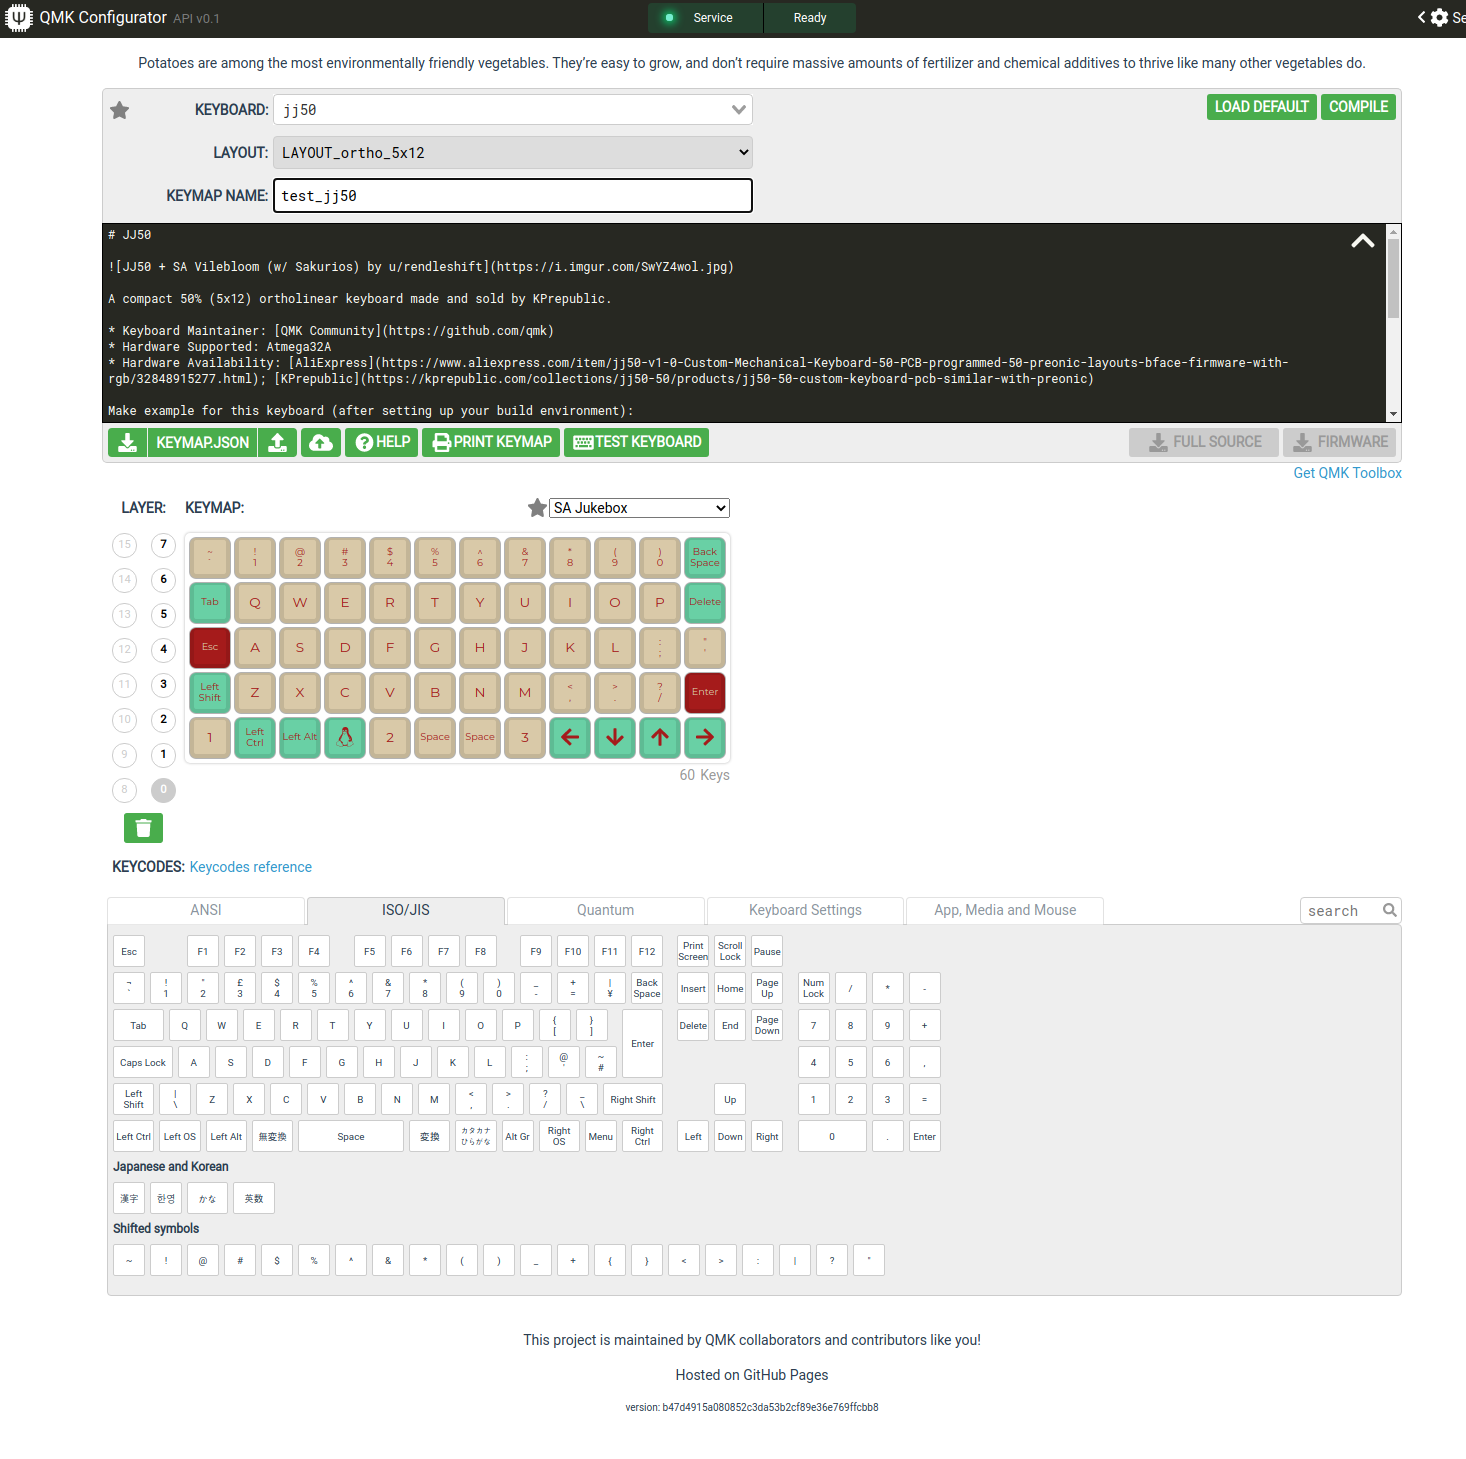 QMK Configurator API v0.1 Service Ready Se
Potatoes are among the most environmentally friendly vegetables. They’re easy to grow, and don’t require massive amounts of fertilizer and chemical additives to thrive like many other vegetables do.
KEYBOARD: jj50 LOAD DEFAULT COMPILE
LAYOUT: LAYOUT_ortho_5x12
KEYMAP NAME: test_jj50
# JJ50
![JJ50 + SA Vilebloom (w/ Sakurios) by u/rendleshift](https://i.imgur.com/SwYZ4wol.jpg)
A compact 50% (5x12) ortholinear keyboard made and sold by KPrepublic.
* Keyboard Maintainer: [QMK Community](https://github.com/qmk)
* Hardware Supported: Atmega32A
* Hardware Availability: [AliExpress](https://www.aliexpress.com/item/jj50-v1-0-Custom-Mechanical-Keyboard-50-PCB-programmed-50-preonic-layouts-bface-firmware-with-
rgb/32848915277.html); [KPrepublic](https://kprepublic.com/collections/jj50-50/products/jj50-50-custom-keyboard-pcb-similar-with-preonic)
Make example for this keyboard (after setting up your build environment):
KEYMAP.JSON HELP PRINT KEYMAP TEST KEYBOARD FULL SOURCE FIRMWARE
Get QMK Toolbox
LAYER: KEYMAP: SA Jukebox
15 7
14 6
13 5
12 4
11 3
10 2
9 1
8 0
~ ! @ # $ % ^ & * ( ) Back
` 1 2 3 4 5 6 7 8 9 0 Space
Tab Q W E R T Y U I O P Delete
Esc A S D F G H J K L : "
; '
Left Shift Z X C V B N M < > ? Enter
, . /
1 Left Ctrl Left Alt 2 Space Space 3
60 Keys
KEYCODES: Keycodes reference
ANSI ISO/JIS Quantum Keyboard Settings App, Media and Mouse search
Esc F1 F2 F3 F4 F5 F6 F7 F8 F9 F10 F11 F12 Print Screen Scroll Lock Pause
¬ ! " £ $ % ^ & * ( ) _ + | Back Space Insert Home Page Up Num Lock / * -
` 1 2 3 4 5 6 7 8 9 0 - = ¥
Tab Q W E R T Y U I O P { } Enter Delete End Page Down 7 8 9 +
[ ]
Caps Lock A S D F G H J K L : @ ~ 4 5 6 ,
; ' #
Left Shift | Z X C V B N M < > ? _ Right Shift Up 1 2 3 =
\ , . / \
Left Ctrl Left OS Left Alt 無変換 Space 変換 カタカナ ひらがな Alt Gr Right OS Menu Right Ctrl Left Down Right 0 . Enter
Japanese and Korean
漢字 한영 かな 英数
Shifted symbols
~ ! @ # $ % ^ & * ( ) _ + { } < > : | ? "
This project is maintained by QMK collaborators and contributors like you!
Hosted on GitHub Pages
version: b47d4915a080852c3da53b2cf89e36e769ffcbb8